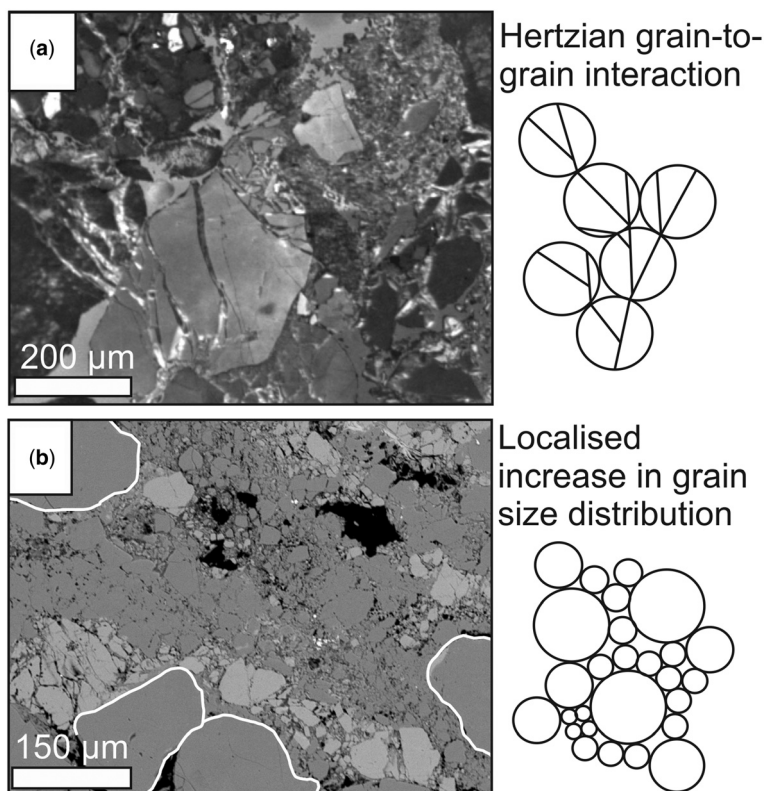 (a)
Hertzian grain-to-
grain interaction
200 µm
(b)
Localised
increase in grain
size distribution
150 µm